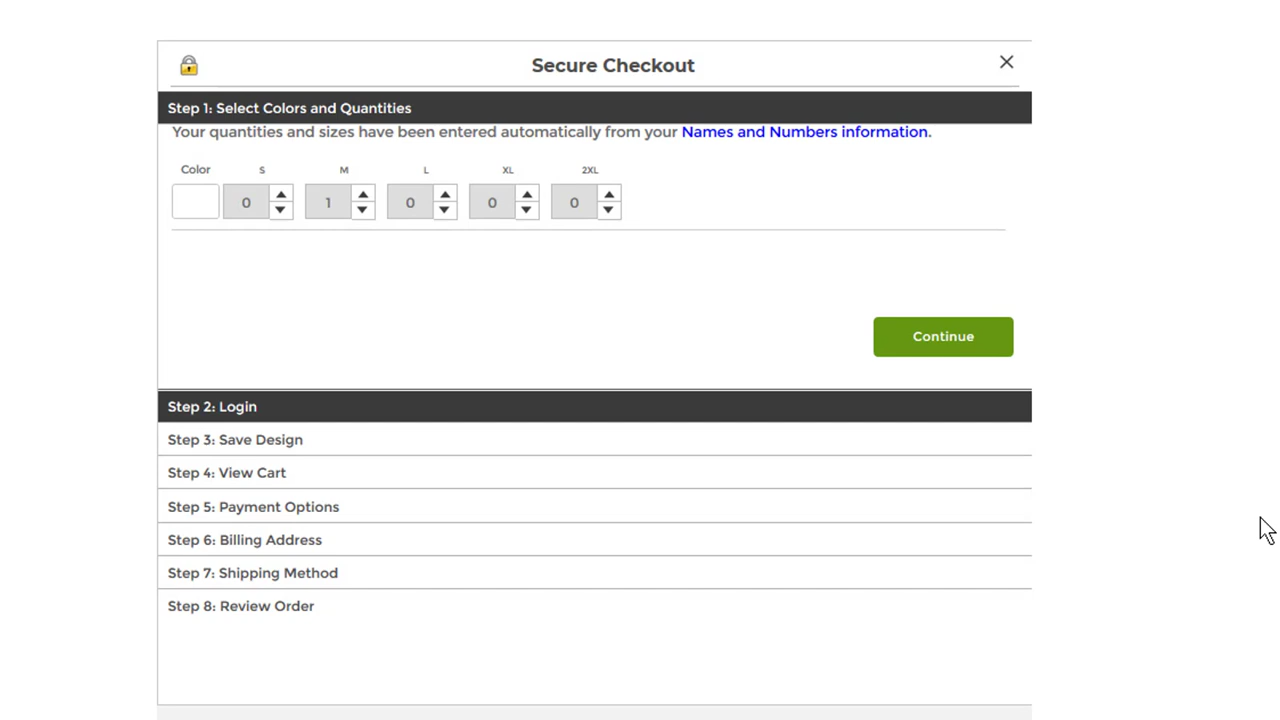 Secure Checkout
Step 1: Select Colors and Quantities
Your quantities and sizes have been entered automatically from your Names and Numbers information.
Color S M L XL 2XL
0 1 0 0 0
Continue
Step 2: Login
Step 3: Save Design
Step 4: View Cart
Step 5: Payment Options
Step 6: Billing Address
Step 7: Shipping Method
Step 8: Review Order